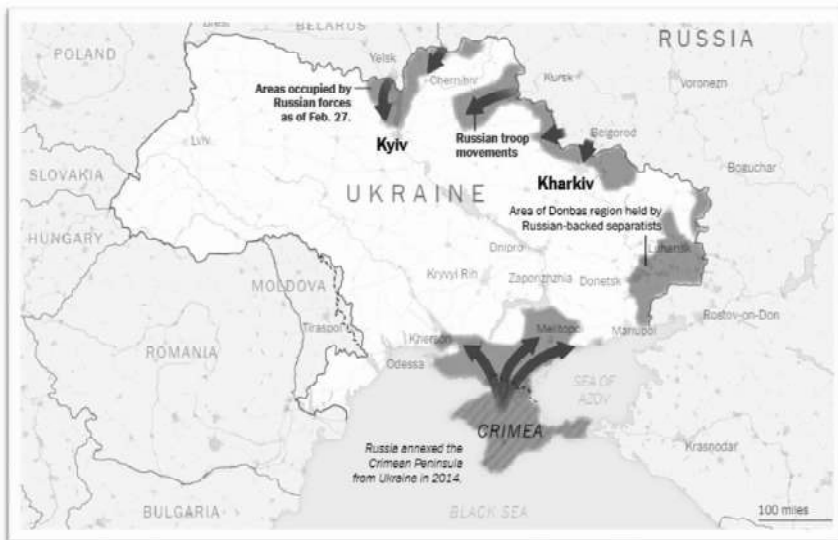 BELARUS
RUSSIA
POLAND
Yelsk
Chernihiv
Kursk
Voronezh
Areas occupied by
Russian forces
as of Feb. 27.
Kyiv
Russian troop
movements
Belgorod
Lviv
Boguchar
SLOVAKIA
Kharkiv
UKRAINE
Area of Donbas region held by
Russian-backed separatists
HUNGARY
Dnipro
Luhansk
MOLDOVA
Kryvyi Rih
Zaporizhzhia
Donetsk
Tiraspol
Kherson
Melitopol
Mariupol
Rostov-on-Don
ROMANIA
Odessa
SEA OF
AZOV
CRIMEA
Russia annexed the
Crimean Peninsula
from Ukraine in 2014.
Krasnodar
BULGARIA
BLACK SEA
100 miles